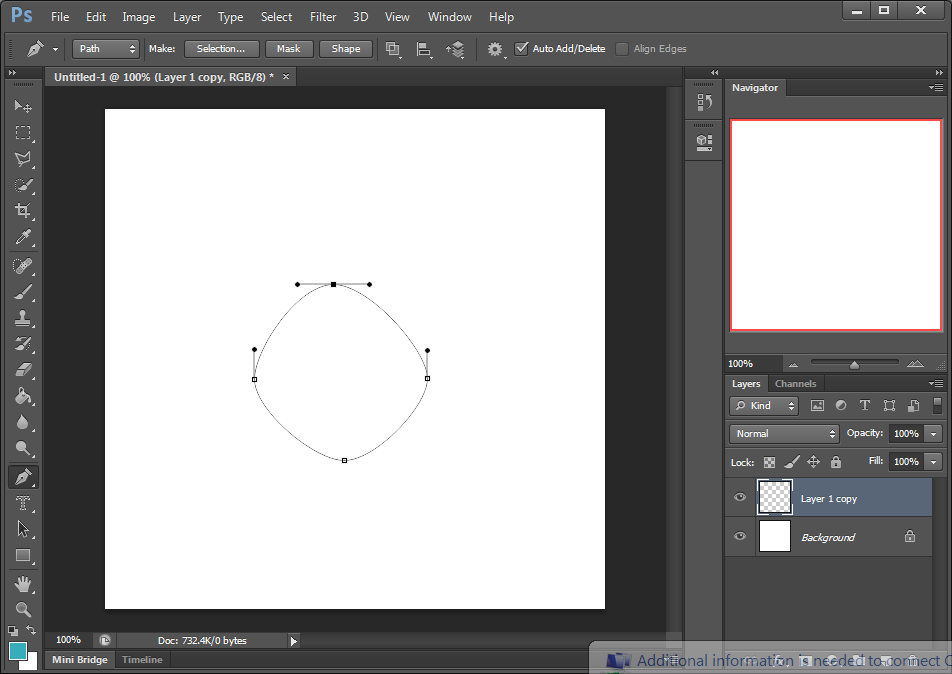 Ps File Edit Image Layer Type Select Filter 3D View Window Help
Path Make: Selection... Mask Shape Auto Add/Delete Align Edges
Untitled-1 @ 100% (Layer 1 copy, RGB/8) * ×
Navigator
100%
Layers Channels
Kind
Normal Opacity: 100%
Lock: Fill: 100%
Layer 1 copy
Background
100% Doc: 732.4K/0 bytes
Mini Bridge Timeline
Additional information is needed to connect C